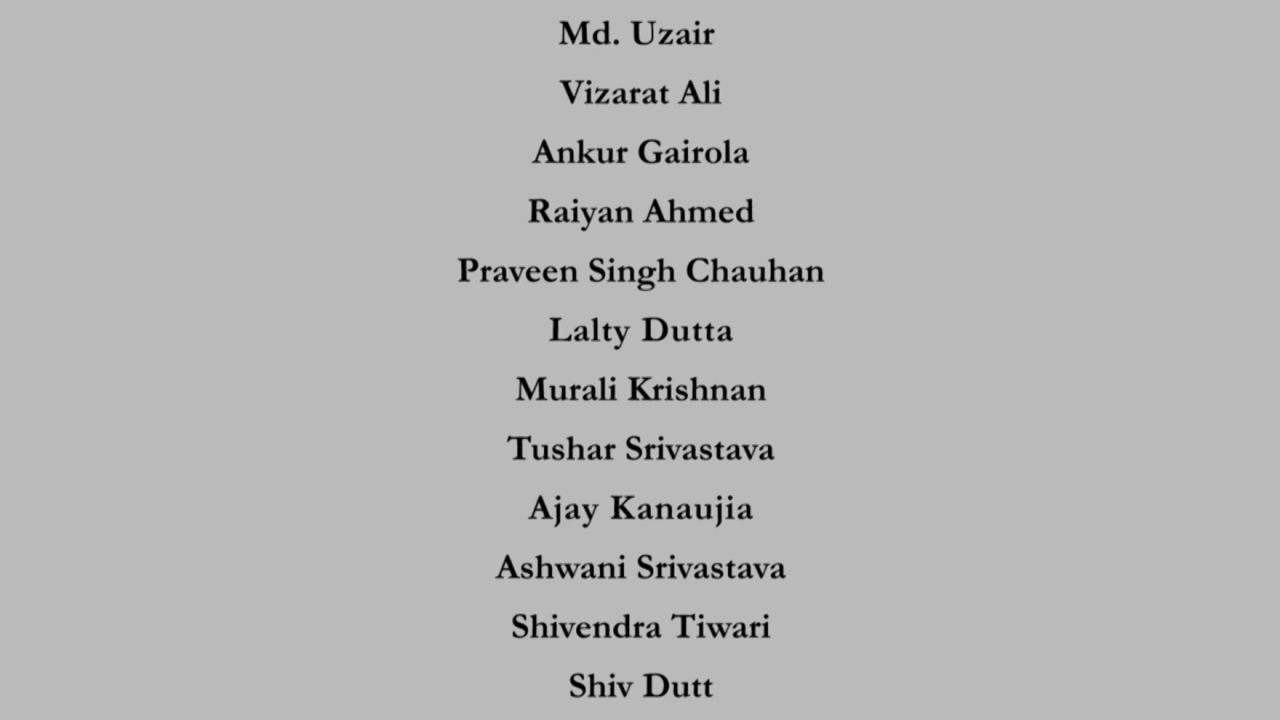 Md. Uzair
Vizarat Ali
Ankur Gairola
Raiyan Ahmed
Praveen Singh Chauhan
Lalty Dutta
Murali Krishnan
Tushar Srivastava
Ajay Kanaujia
Ashwani Srivastava
Shivendra Tiwari
Shiv Dutt